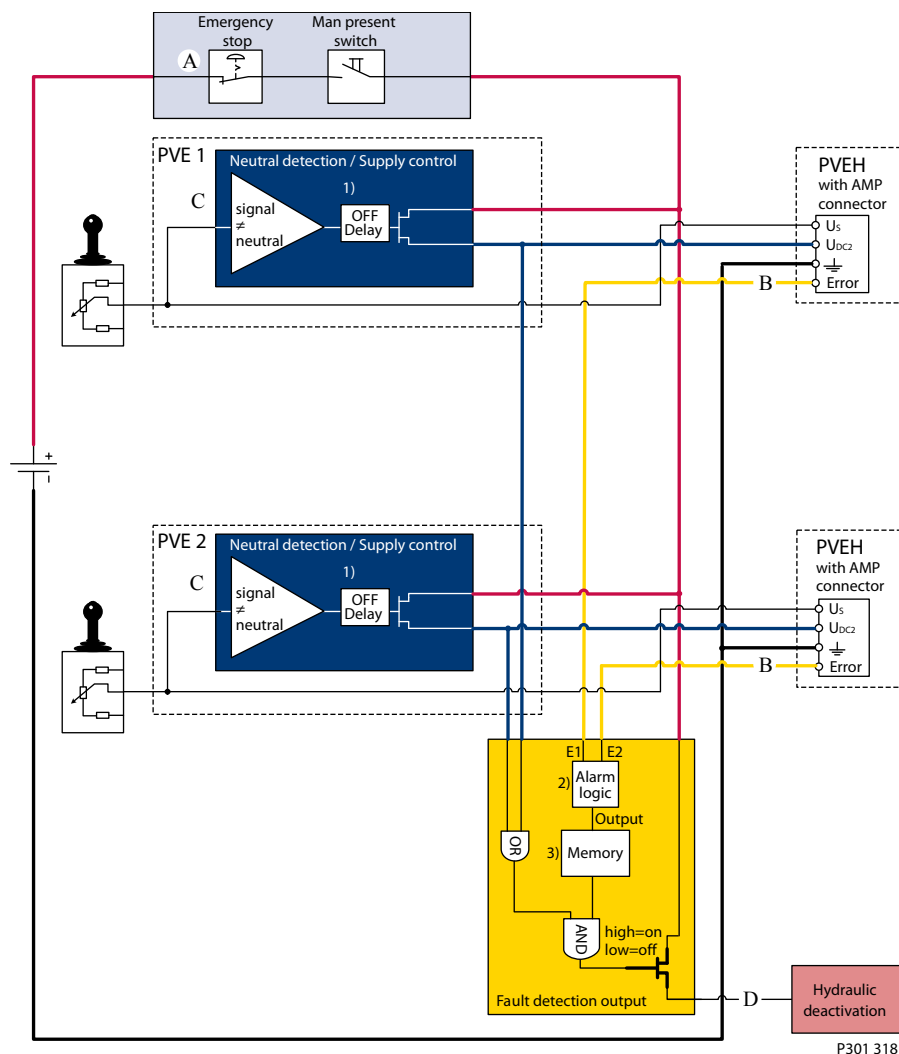 Emergency
stop
Man present
switch
A
PVE 1
Neutral detection / Supply control
C
1)
signal
≠
neutral
OFF
Delay
PVEH
with AMP
connector
US
UDC2
Error
B
+
-
PVE 2
Neutral detection / Supply control
C
1)
signal
≠
neutral
OFF
Delay
PVEH
with AMP
connector
US
UDC2
Error
B
E1
E2
2)
Alarm
logic
Output
OR
3)
Memory
AND
high=on
low=off
Fault detection output
D
Hydraulic
deactivation
P301 318